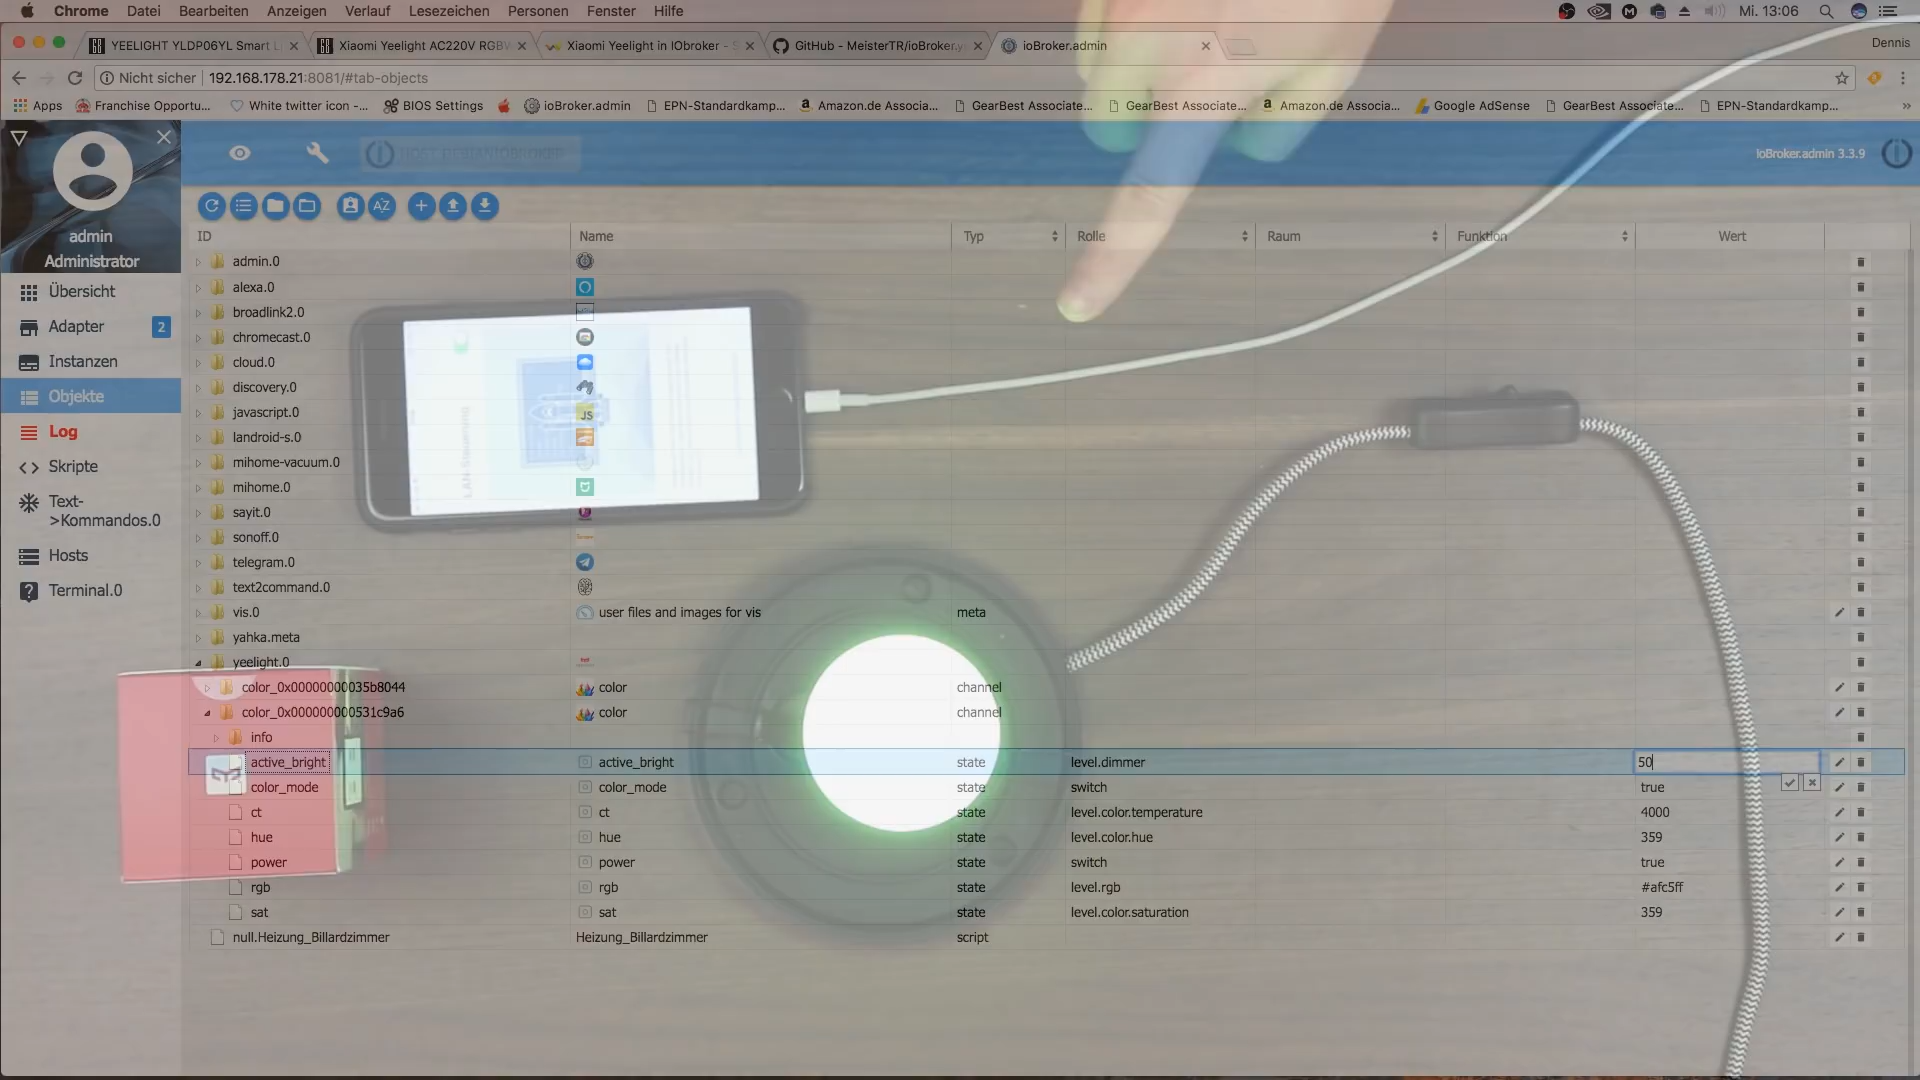 Chrome Datei Bearbeiten Anzeigen Verlauf Lesezeichen Personen Fenster Hilfe Mi. 13:06
YEELIGHT YLDP06YL Smart L Xiaomi Yeelight AC220V RGBW Xiaomi Yeelight in IObroker - S GitHub - MeisterTR/ioBroker.y ioBroker.admin Dennis
Nicht sicher 192.168.178.21:8081/#tab-objects
Apps Franchise Opportu... White twitter icon -... BIOS Settings ioBroker.admin EPN-Standardkamp... Amazon.de Associa... GearBest Associate... GearBest Associate... Amazon.de Associa... Google AdSense GearBest Associate... EPN-Standardkamp... »
HOST DEBIANIOBROKER ioBroker.admin 3.3.9
admin
Administrator
Übersicht
Adapter 2
Instanzen
Objekte
Log
Skripte
Text-
>Kommandos.0
Hosts
Terminal.0
ID Name Typ Rolle Raum Funktion Wert
admin.0
alexa.0
broadlink2.0
chromecast.0
cloud.0
discovery.0
javascript.0 JS
landroid-s.0
mihome-vacuum.0
mihome.0
sayit.0
sonoff.0
telegram.0
text2command.0
vis.0 user files and images for vis meta
yahka.meta
yeelight.0
color_0x00000000035b8044 color channel
color_0x000000000531c9a6 color channel
info
active_bright active_bright state level.dimmer 50
color_mode color_mode state switch true
ct ct state level.color.temperature 4000
hue hue state level.color.hue 359
power power state switch true
rgb rgb state level.rgb #afc5ff
sat sat state level.color.saturation 359
null.Heizung_Billardzimmer Heizung_Billardzimmer script
LAN-Steuerung